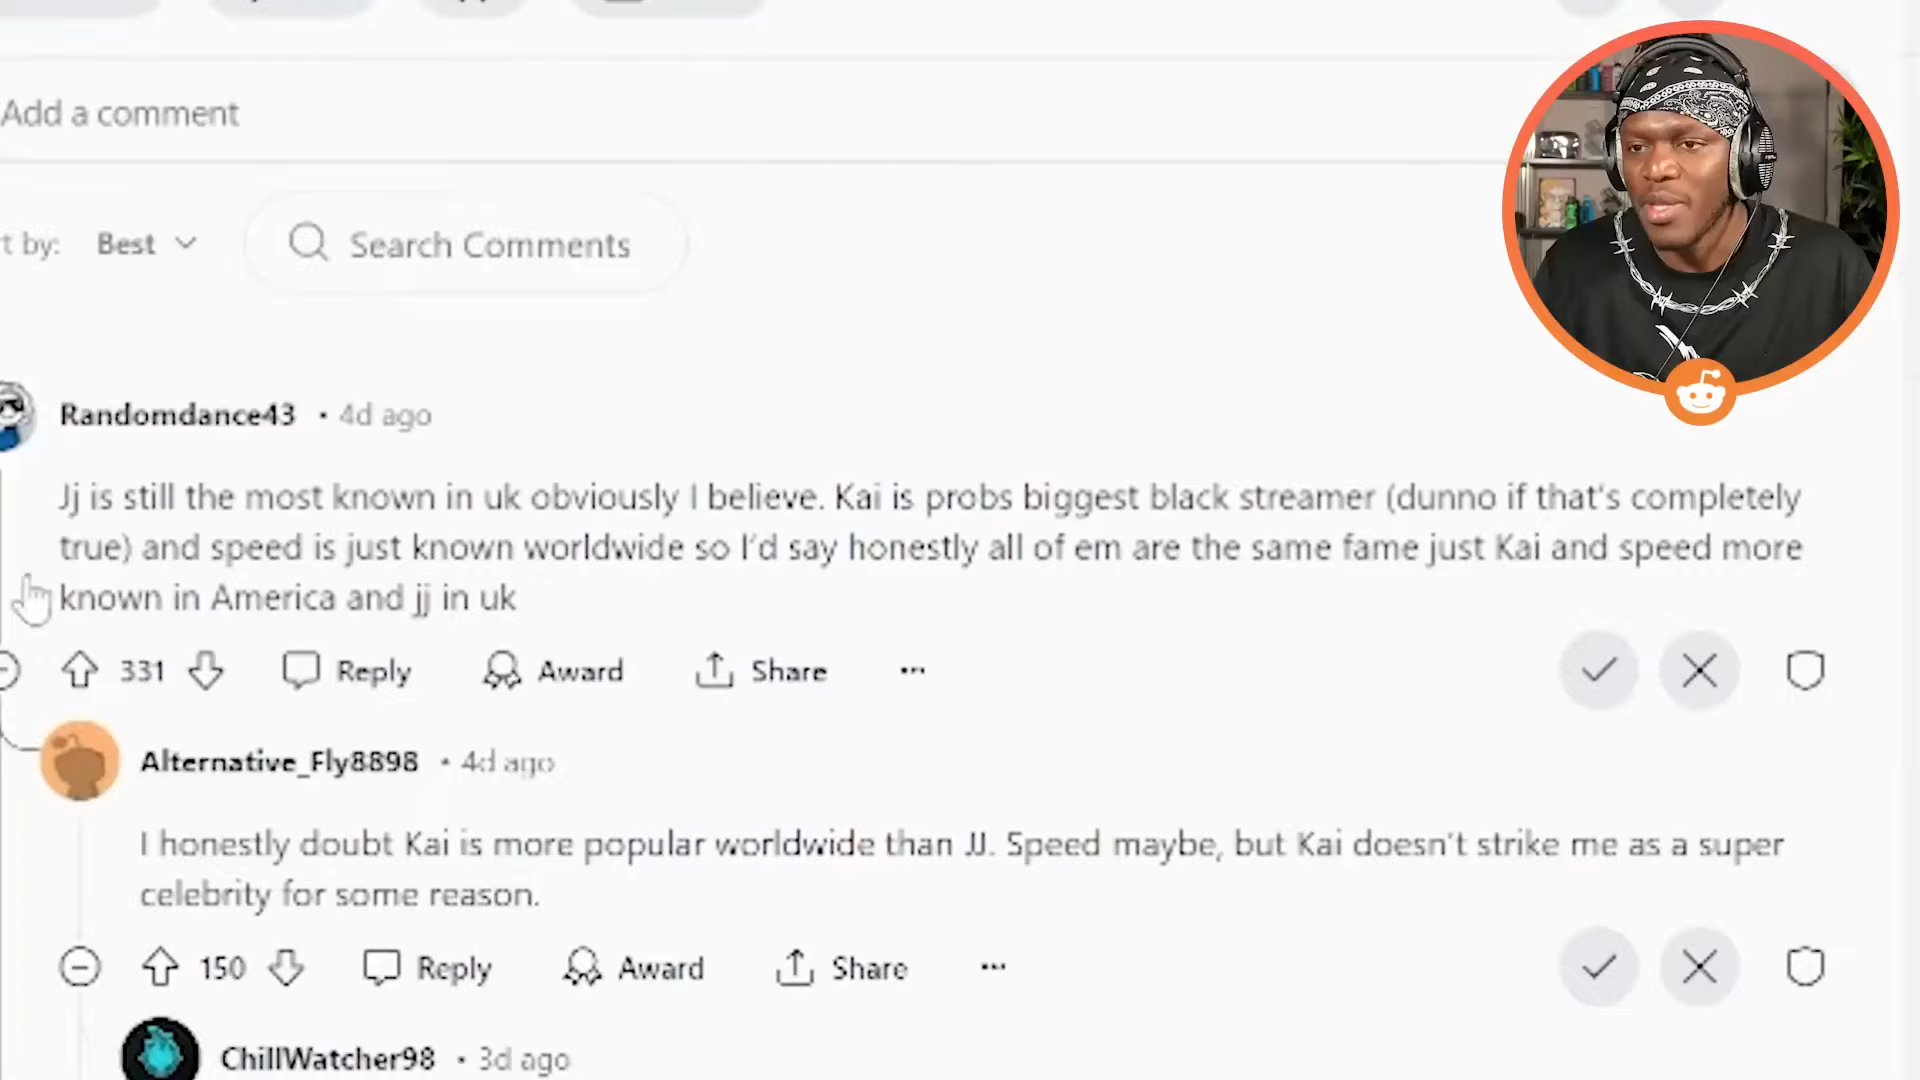 Add a comment
t by: Best
Search Comments
Randomdance43 • 4d ago
Jj is still the most known in uk obviously I believe. Kai is probs biggest black streamer (dunno if that's completely
true) and speed is just known worldwide so I'd say honestly all of em are the same fame just Kai and speed more
known in America and jj in uk
331 Reply Award Share ...
Alternative_Fly8898 • 4d ago
I honestly doubt Kai is more popular worldwide than JJ. Speed maybe, but Kai doesn't strike me as a super
celebrity for some reason.
150 Reply Award Share ...
ChillWatcher98 • 3d ago